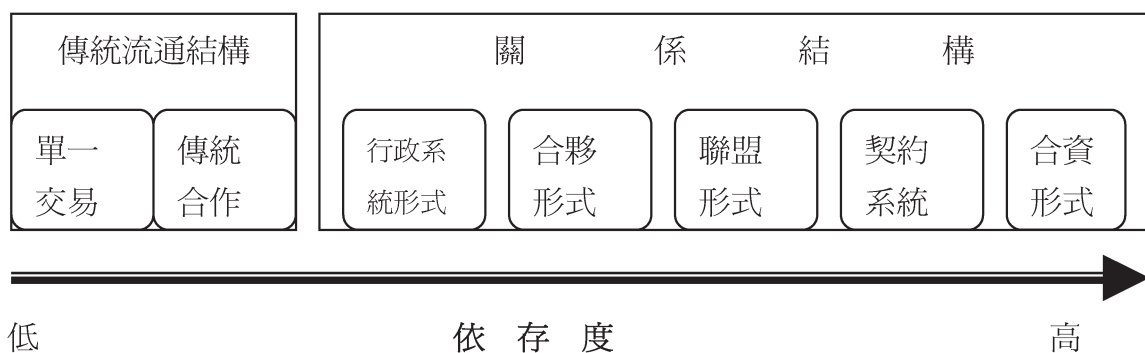 傳統流通結構
關係結構
單一
交易
傳統
合作
行政系
統形式
合夥
形式
聯盟
形式
契約
系統
合資
形式
低 依存度 高